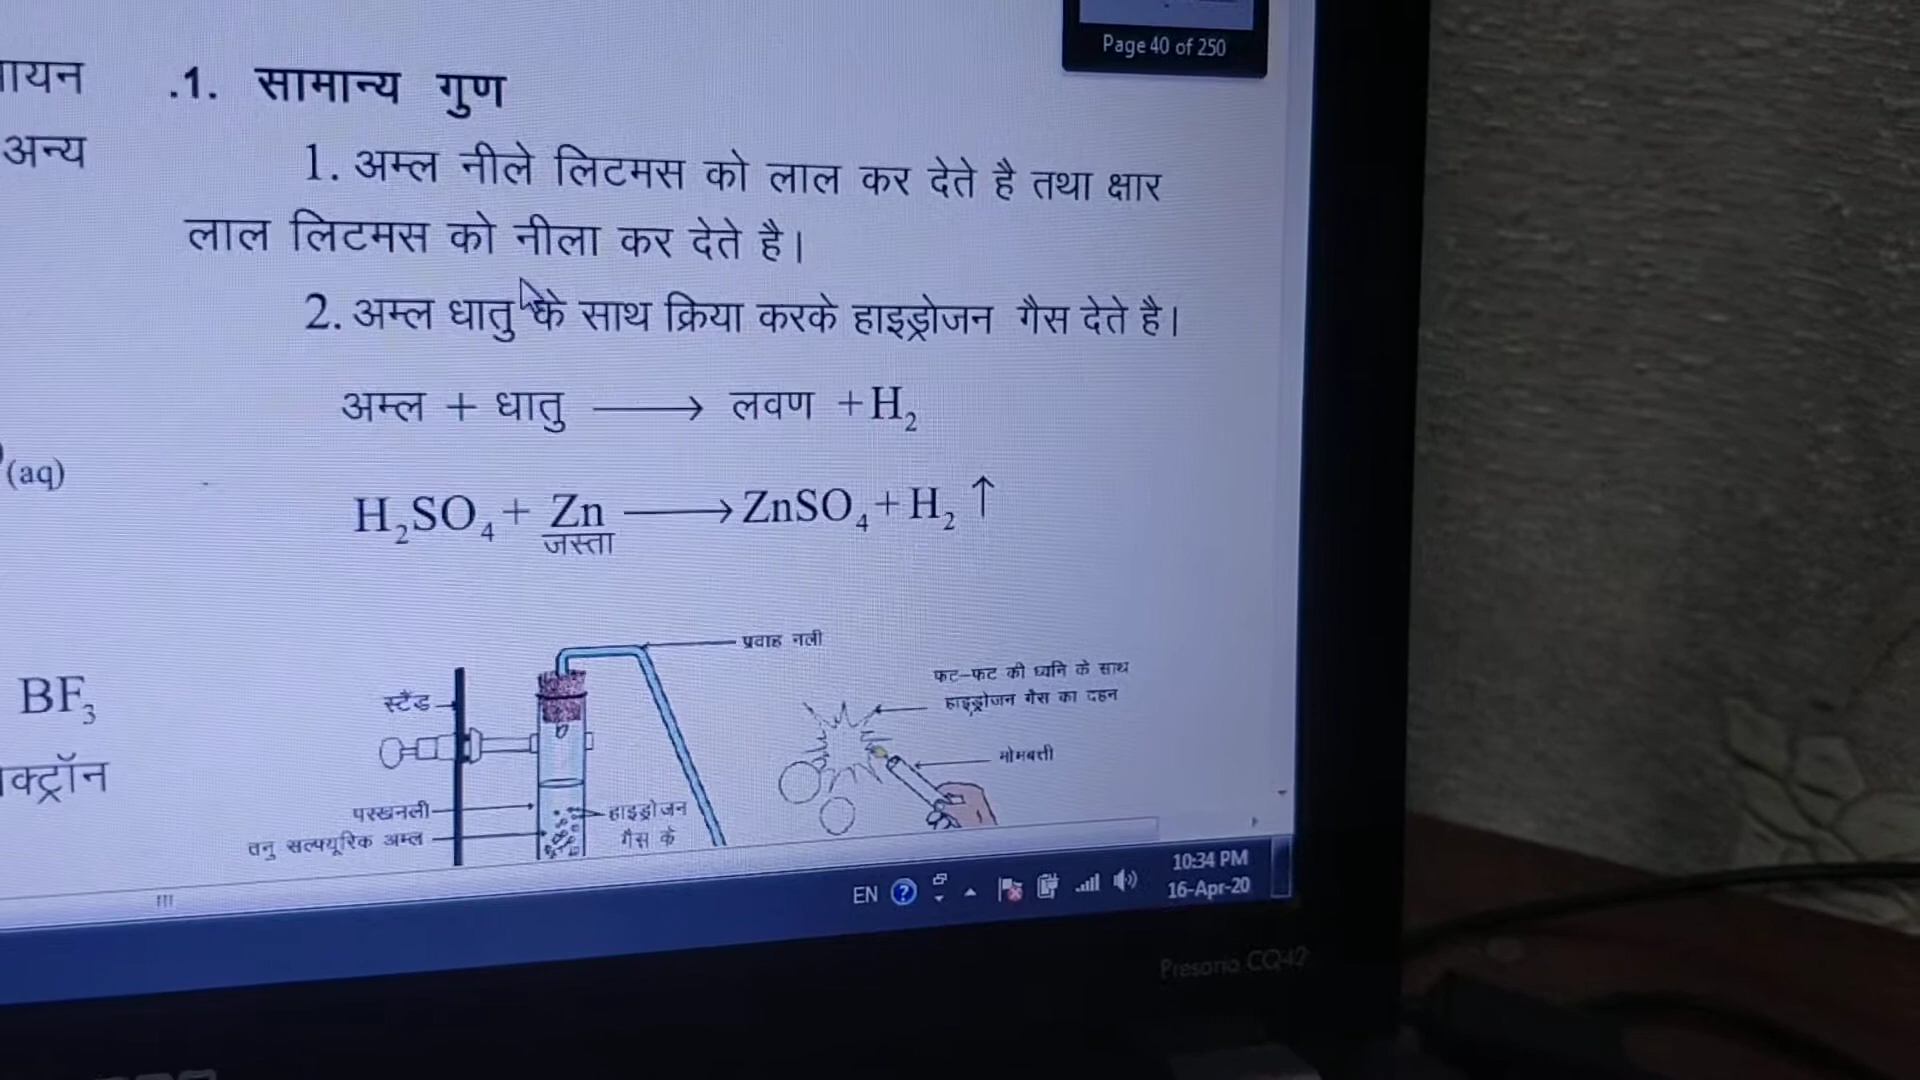 Page 40 of 250
ायन
अन्य
(aq)
BF3
क्ट्रॉन
.1. सामान्य गुण
1. अम्ल नीले लिटमस को लाल कर देते है तथा क्षार
लाल लिटमस को नीला कर देते है।
2. अम्ल धातु के साथ क्रिया करके हाइड्रोजन गैस देते है।
अम्ल + धातु ⟶ लवण + H₂
H₂SO₄ + Zn ⟶ ZnSO₄ + H₂ ↑
जस्ता
प्रवाह नली
स्टैंड
परखनली
तनु सल्फ्यूरिक अम्ल
हाइड्रोजन
गैस के
फट-फट की ध्वनि के साथ
हाइड्रोजन गैस का दहन
मोमबत्ती
EN
10:34 PM
16-Apr-20
Presario CQ42